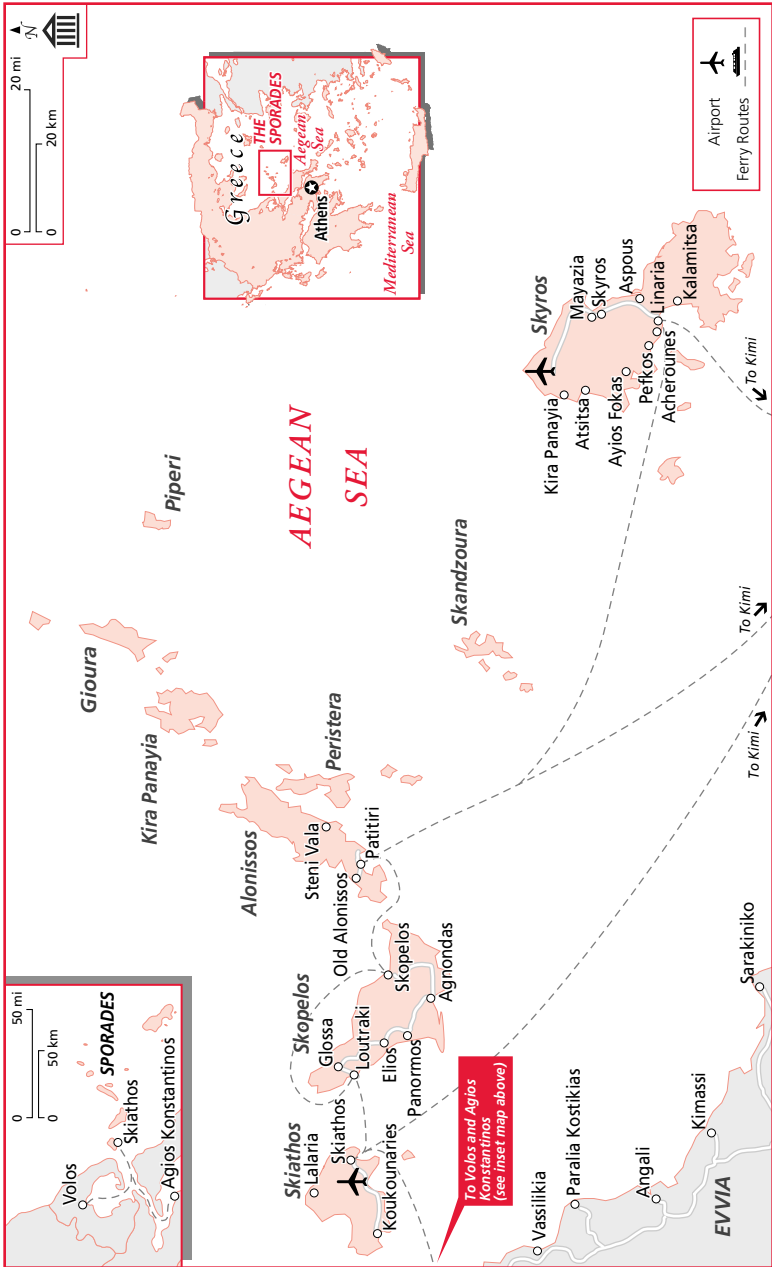 0 50 mi
0 50 km
Volos
Skiathos
SPORADES
Agios Konstantinos
0 20 mi
0 20 km
N
Greece
THE
SPORADES
Aegean
Sea
Athens
Mediterranean
Sea
Gioura
Piperi
Kira Panayia
Alonissos
Peristera
Steni Vala
Patitiri
Old Alonissos
AEGEAN
SEA
Skiathos
Lalaria
Skiathos
Koukounaries
Skopelos
Glossa
Loutraki
Elios
Panormos
Skopelos
Agnondas
Skandzoura
Skyros
Kira Panayia
Atsitsa
Ayios Fokas
Pefkos
Acherounes
Mayazia
Skyros
Aspous
Linaria
Kalamitsa
To Volos and Agios
Konstantinos
(see inset map above)
Vassilikia
Paralia Kostikias
Angali
Kimassi
Sarakiniko
EVVIA
To Kimi
To Kimi
To Kimi
Airport
Ferry Routes